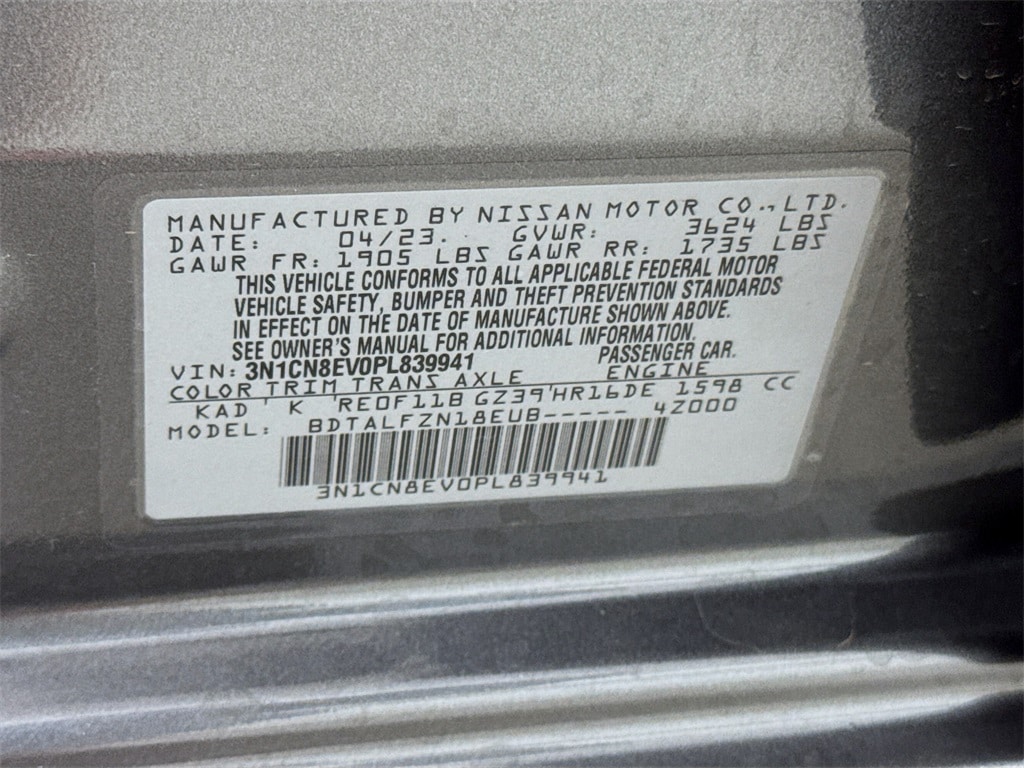 MANUFACTURED BY NISSAN MOTOR CO., LTD.
DATE: 04/23. GVWR: 3624 LBS
GAWR FR: 1905 LBS GAWR RR: 1735 LBS
THIS VEHICLE CONFORMS TO ALL APPLICABLE FEDERAL MOTOR
VEHICLE SAFETY, BUMPER AND THEFT PREVENTION STANDARDS
IN EFFECT ON THE DATE OF MANUFACTURE SHOWN ABOVE.
SEE OWNER'S MANUAL FOR ADDITIONAL INFORMATION.
VIN: 3N1CN8EV0PL839941 PASSENGER CAR.
COLOR TRIM TRANS AXLE ENGINE
KAD ' K 'RE0F11B GZ39'HR16DE 1598 CC
MODEL: BDTALFZN18EUB----- 4Z000
3N1CN8EV0PL839941